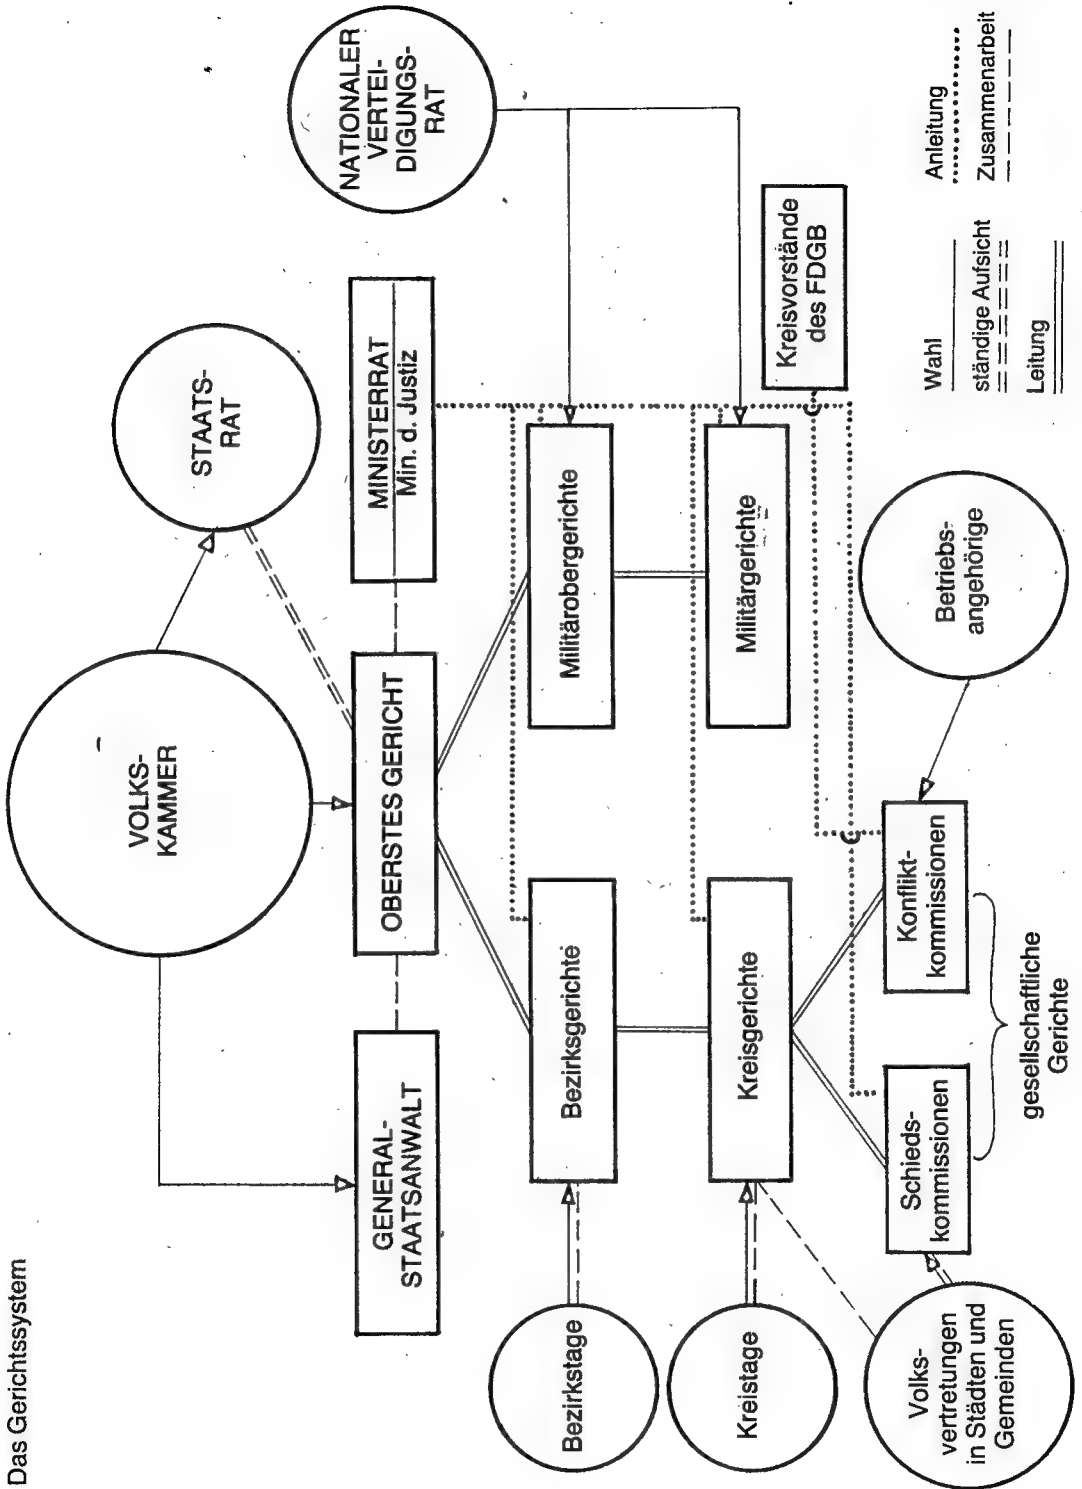 Das Gerichtssystem
VOLKS-
KAMMER
STAATS-
RAT
NATIONALER
VERTEI-
DIGUNGS-
RAT
GENERAL-
STAATSANWALT
OBERSTES GERICHT
MINISTERRAT
Min. d. Justiz
Bezirkstage
Bezirksgerichte
Militärobergerichte
Kreistage
Kreisgerichte
Militärgerichte
Kreisvorstände
des FDGB
Volks-
vertretungen
in Städten und
Gemeinden
Schieds-
kommissionen
Konflikt-
kommissionen
Betriebs-
angehörige
gesellschaftliche
Gerichte
Wahl
ständige Aufsicht
Leitung
Anleitung
Zusammenarbeit